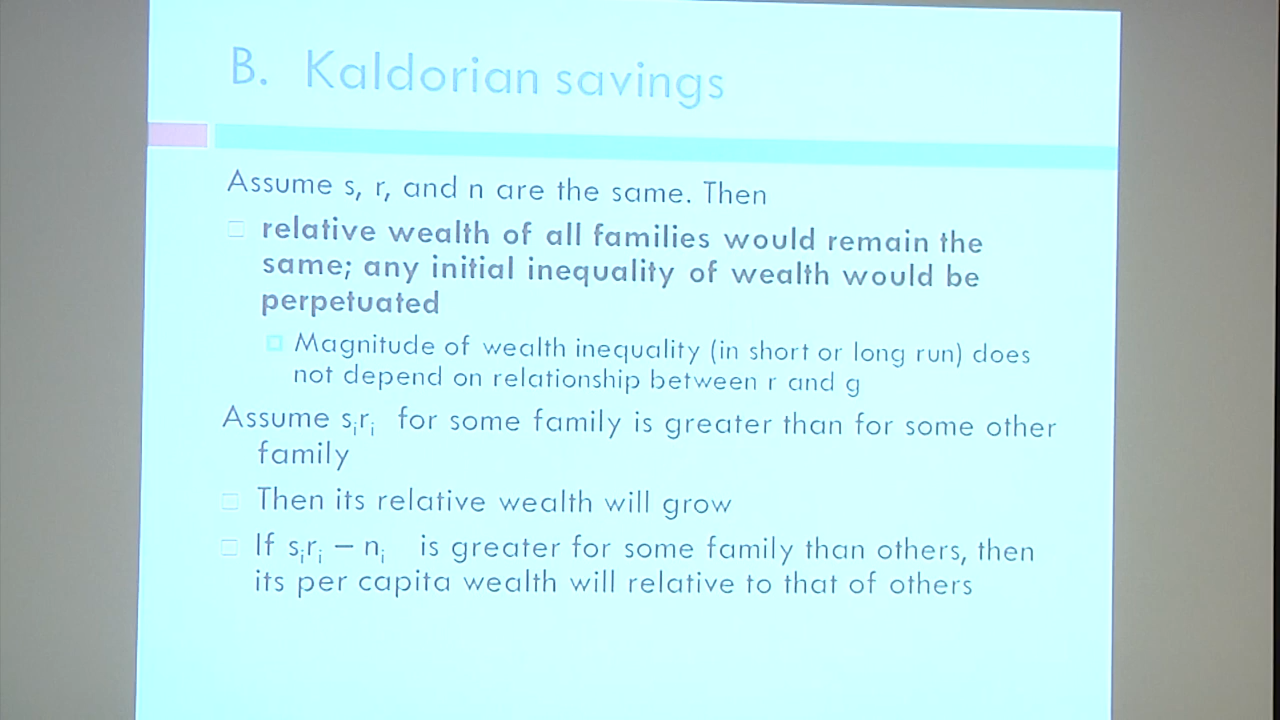 B. Kaldorian savings
Assume s, r, and n are the same. Then
relative wealth of all families would remain the
same; any initial inequality of wealth would be
perpetuated
Magnitude of wealth inequality (in short or long run) does
not depend on relationship between r and g
Assume sᵢrᵢ for some family is greater than for some other
family
Then its relative wealth will grow
If sᵢrᵢ – nᵢ is greater for some family than others, then
its per capita wealth will relative to that of others